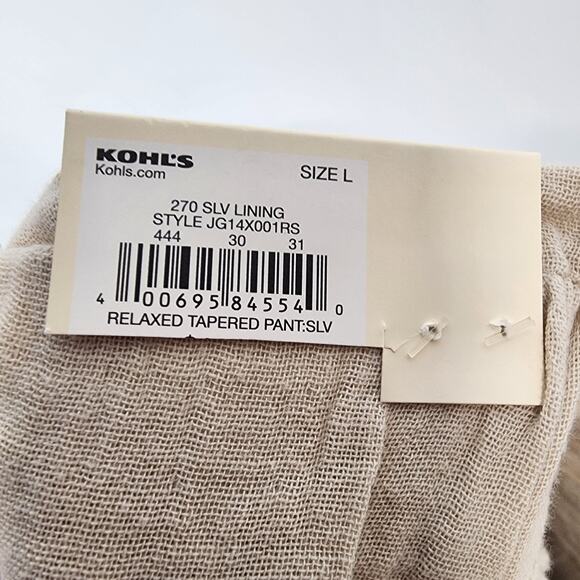 KOHL'S
Kohls.com
SIZE L
270 SLV LINING
STYLE JG14X001RS
444 30 31
4 00695 84554 0
RELAXED TAPERED PANT:SLV